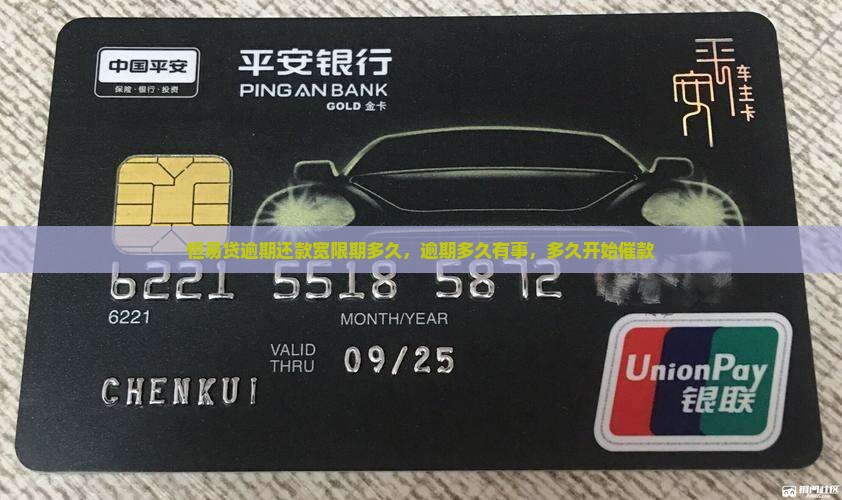 中国平安
保险·银行·投资
平安银行
PINGAN BANK
GOLD 金卡
平安
车主卡
恒易贷逾期还款宽限期多久，逾期多久有事，多久开始催款
6221 5518 5872
6221
MONTH/YEAR
VALID THRU 09/25
CHENKUI
UnionPay
银联